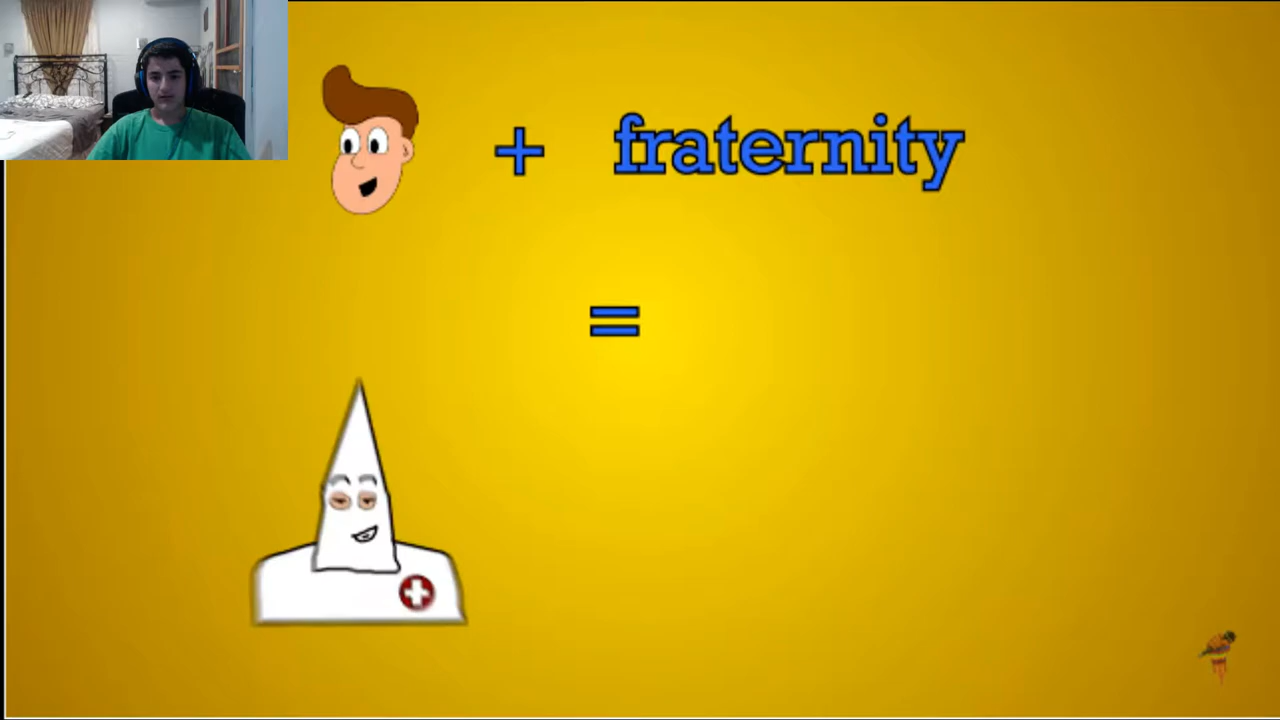 + fraternity
=